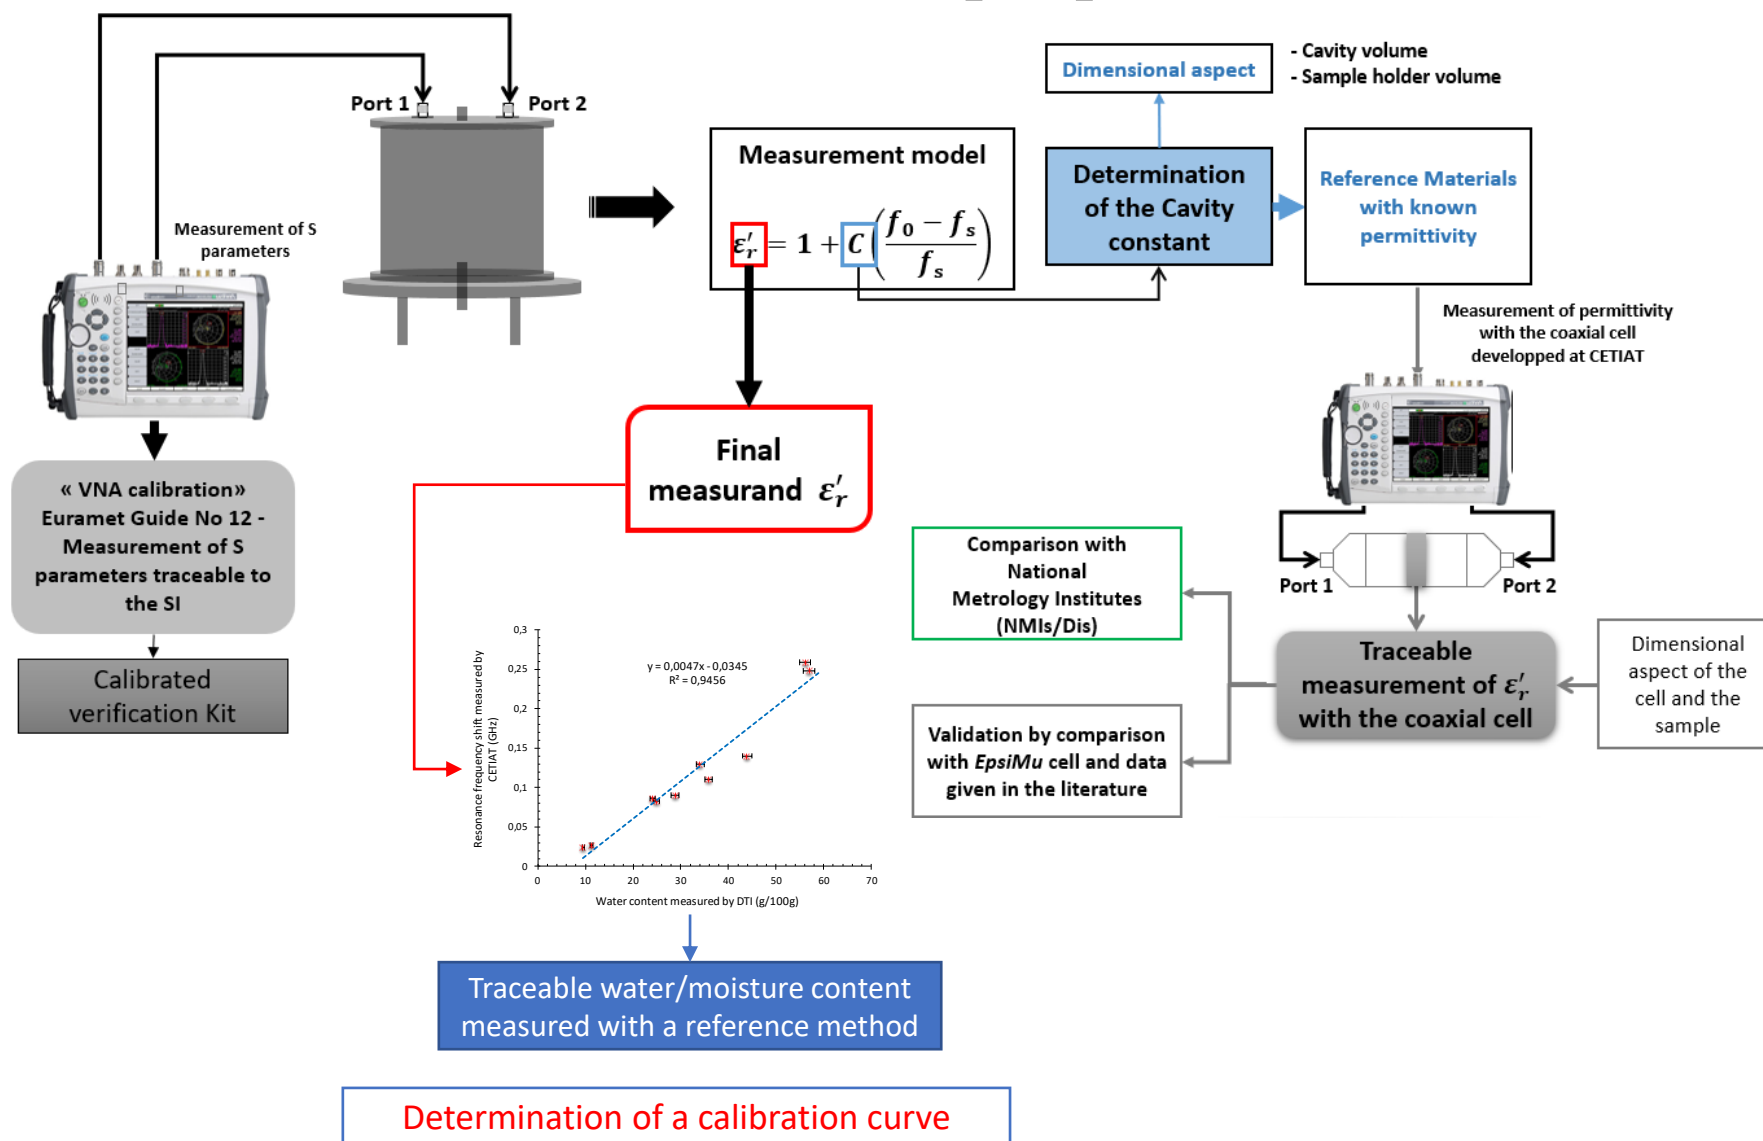 Port 1
Port 2
Measurement of S
parameters
« VNA calibration»
Euramet Guide No 12 -
Measurement of S
parameters traceable to
the SI
Calibrated
verification Kit
Measurement model
ε′r = 1 + C((f0 − fs)/fs)
Final
measurand ε′r
Dimensional aspect
- Cavity volume
- Sample holder volume
Determination
of the Cavity
constant
Reference Materials
with known
permittivity
Measurement of permittivity
with the coaxial cell
developped at CETIAT
Port 1
Port 2
Traceable
measurement of ε′r
with the coaxial cell
Dimensional
aspect of the
cell and the
sample
Comparison with
National
Metrology Institutes
(NMIs/Dis)
Validation by comparison
with EpsiMu cell and data
given in the literature
y = 0,0047x - 0,0345
R² = 0,9456
Resonance frequency shift measured by
CETIAT (GHz)
0,3
0,25
0,2
0,15
0,1
0,05
0
0 10 20 30 40 50 60 70
Water content measured by DTI (g/100g)
Traceable water/moisture content
measured with a reference method
Determination of a calibration curve